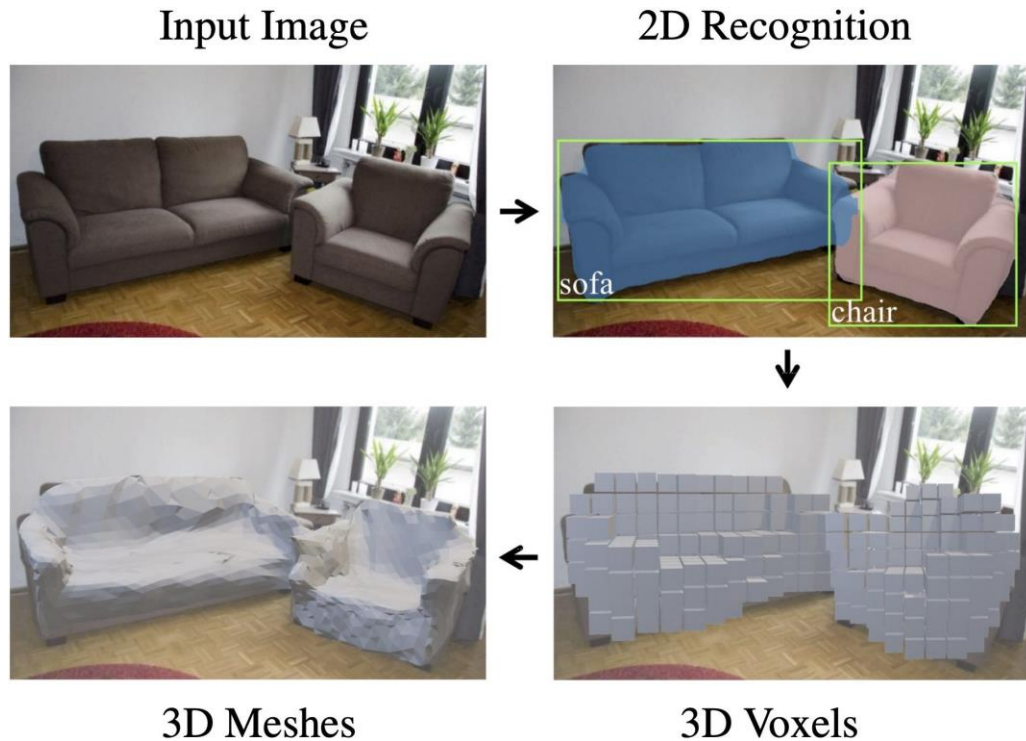 Input Image
2D Recognition
sofa
chair
3D Meshes
3D Voxels